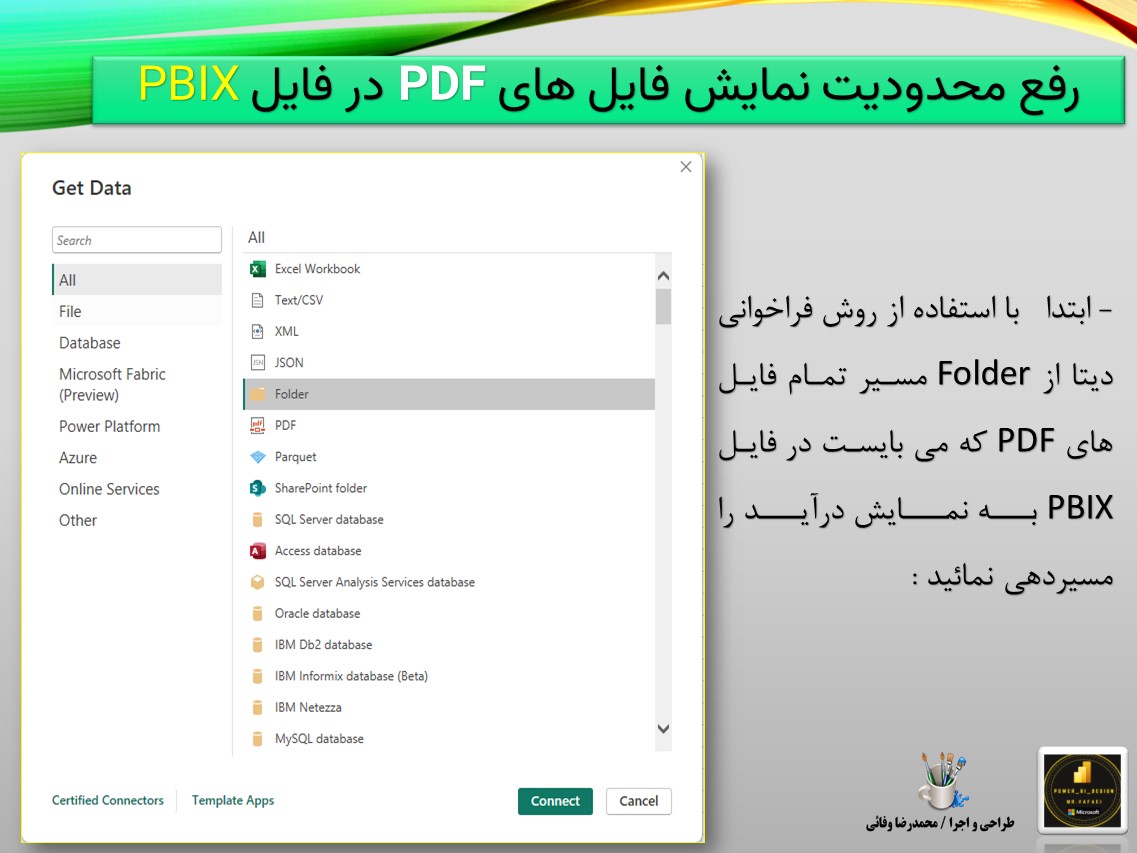 رفع محدودیت نمایش فایل های PDF در فایل PBIX
Get Data
Search
All
File
Database
Microsoft Fabric
(Preview)
Power Platform
Azure
Online Services
Other
All
Excel Workbook
Text/CSV
XML
JSON
Folder
PDF
Parquet
SharePoint folder
SQL Server database
Access database
SQL Server Analysis Services database
Oracle database
IBM Db2 database
IBM Informix database (Beta)
IBM Netezza
MySQL database
Certified Connectors
Template Apps
Connect
Cancel
- ابتدا با استفاده از روش فراخوانی
دیتا از Folder مسیر تمام فایل
های PDF که می بایست در فایل
PBIX به نمایش درآید را
مسیردهی نمائید :
طراحی و اجرا / محمدرضا وفائی
POWER_BI_DESIGN
MR.VAFAEI
Microsoft